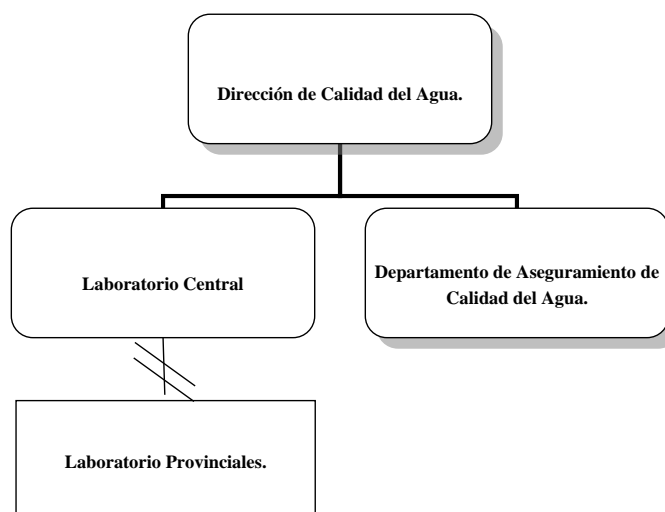 Dirección de Calidad del Agua.
Laboratorio Central
Departamento de Aseguramiento de
Calidad del Agua.
Laboratorio Provinciales.